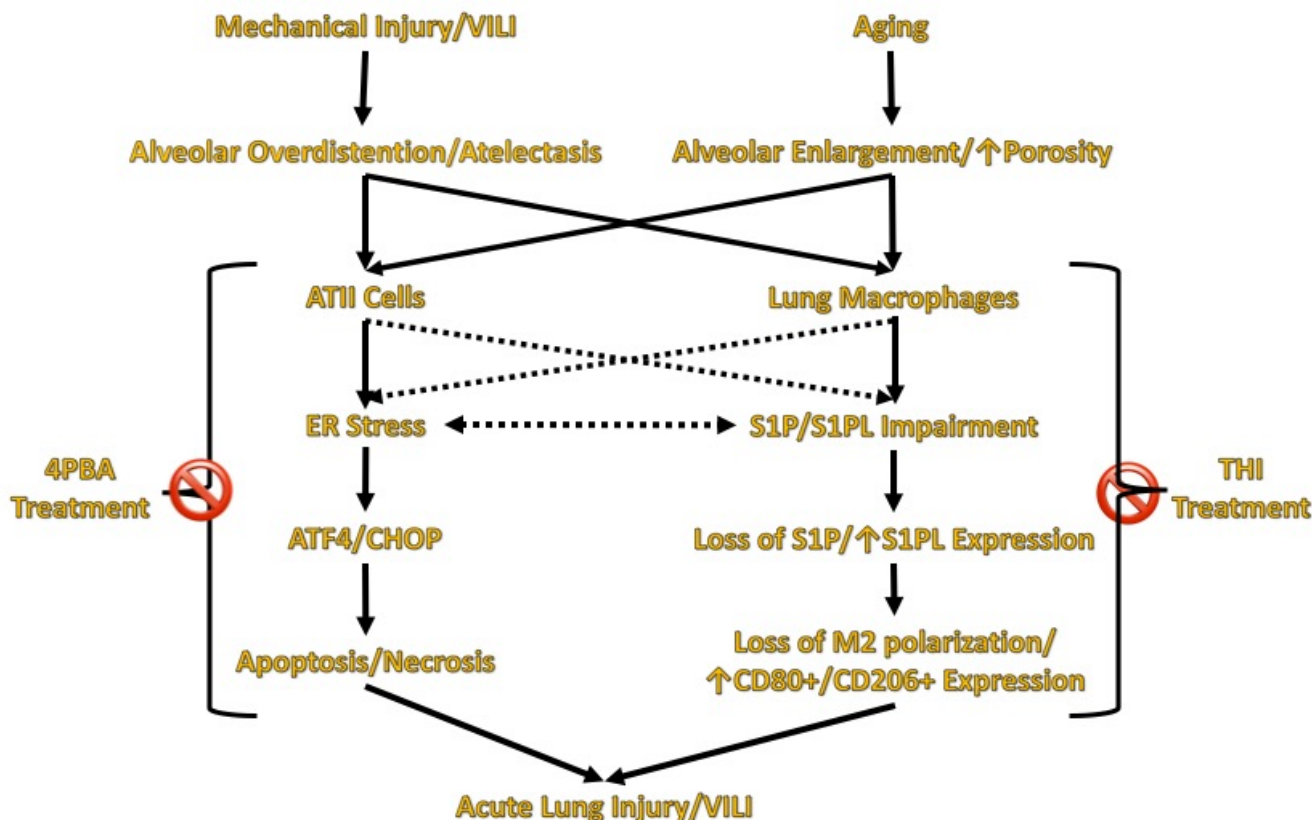 Mechanical Injury/VILI
Aging
Alveolar Overdistention/Atelectasis
Alveolar Enlargement/↑Porosity
ATII Cells
Lung Macrophages
ER Stress
S1P/S1PL Impairment
4PBA
Treatment
THI
Treatment
ATF4/CHOP
Loss of S1P/↑S1PL Expression
Apoptosis/Necrosis
Loss of M2 polarization/
↑CD80+/CD206+ Expression
Acute Lung Injury/VILI